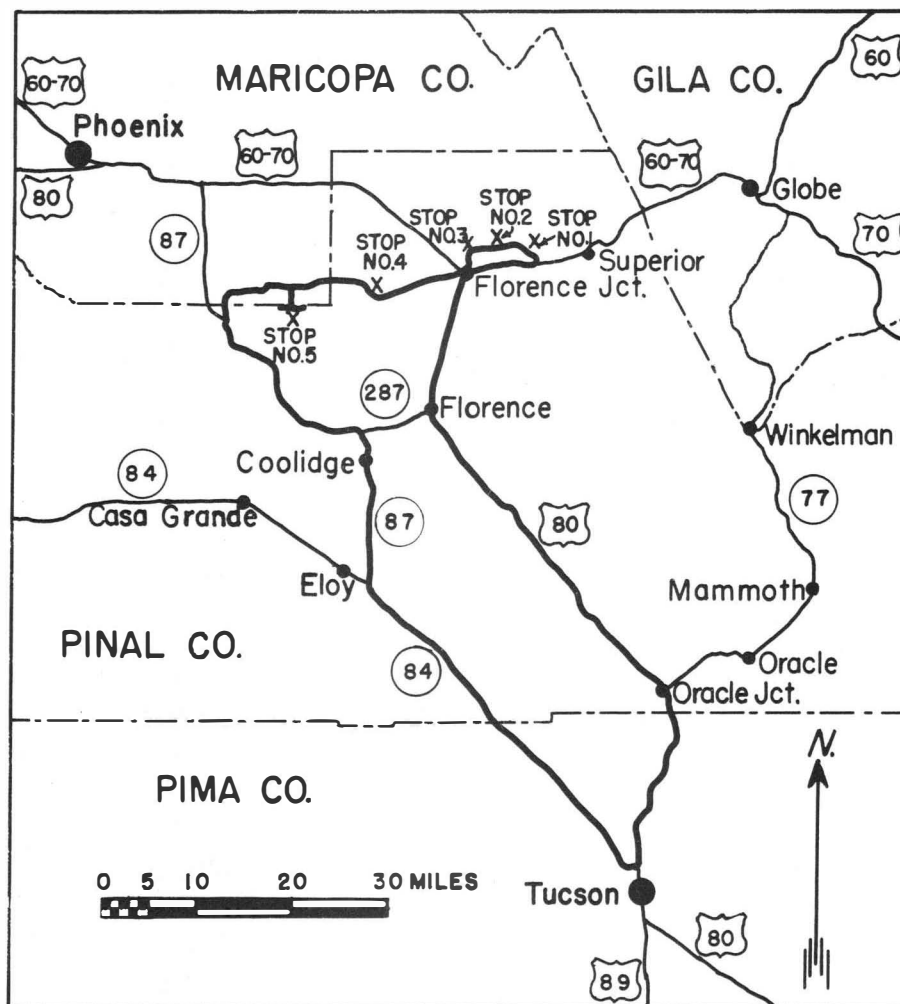 60-70
MARICOPA CO.
GILA CO.
60
Phoenix
60-70
60-70
80
Globe
87
STOP
NO.3
STOP
NO.2
STOP
NO.1
70
STOP
NO.4
Superior
Florence Jct.
STOP
NO.5
287
Florence
Winkelman
Coolidge
84
Casa Grande
87
80
77
Eloy
Mammoth
PINAL CO.
84
Oracle
Oracle Jct.
N.
PIMA CO.
0 5 10 20 30 MILES
Tucson
80
89